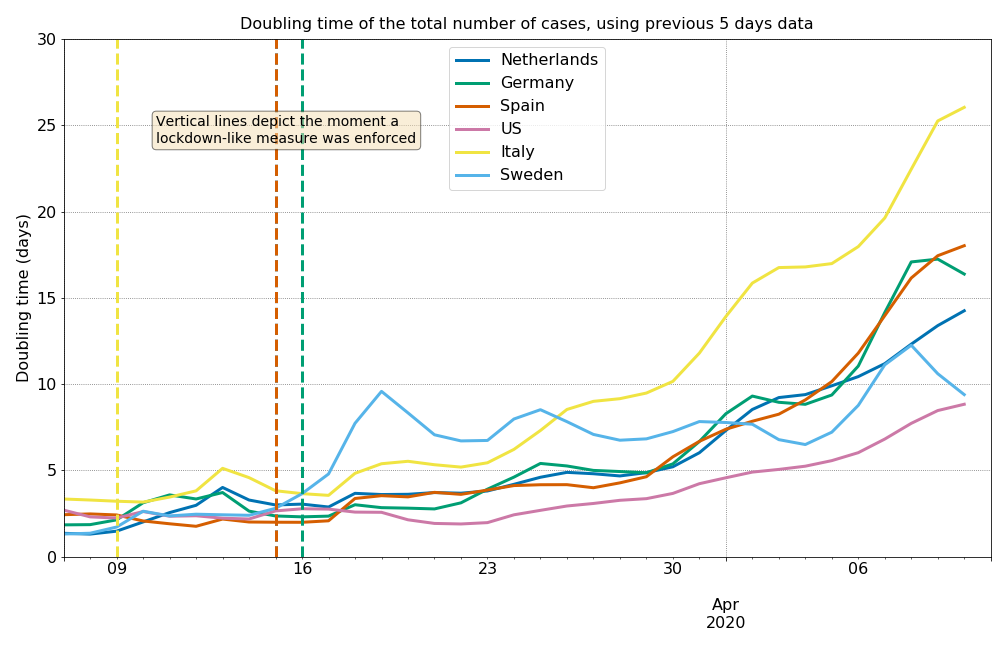 Doubling time of the total number of cases, using previous 5 days data
30
25
20
15
10
5
0
Doubling time (days)
Vertical lines depict the moment a
lockdown-like measure was enforced
Netherlands
Germany
Spain
US
Italy
Sweden
09
16
23
30
06
Apr
2020